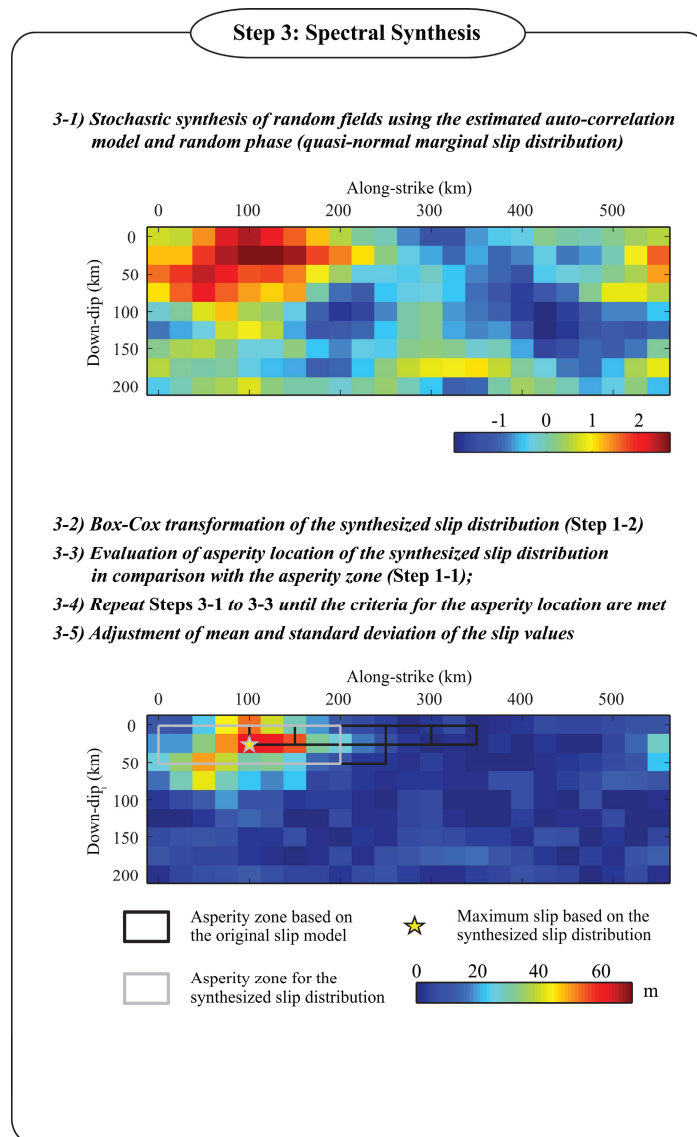 Step 3: Spectral Synthesis
3-1) Stochastic synthesis of random fields using the estimated auto-correlation
model and random phase (quasi-normal marginal slip distribution)
Along-strike (km)
0 100 200 300 400 500
Down-dip (km)
0
50
100
150
200
-1 0 1 2
3-2) Box-Cox transformation of the synthesized slip distribution (Step 1-2)
3-3) Evaluation of asperity location of the synthesized slip distribution
in comparison with the asperity zone (Step 1-1);
3-4) Repeat Steps 3-1 to 3-3 until the criteria for the asperity location are met
3-5) Adjustment of mean and standard deviation of the slip values
Along-strike (km)
0 100 200 300 400 500
Down-dip (km)
0
50
100
150
200
Asperity zone based on
the original slip model
Maximum slip based on the
synthesized slip distribution
Asperity zone for the
synthesized slip distribution
0 20 40 60
m